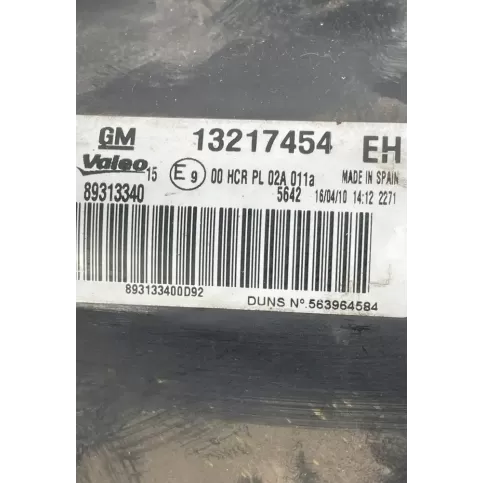 GM 13217454 EH
Valeo 15 E9 00 HCR PL 02A 011a MADE IN SPAIN
89313340 5642 16/04/10 14:12 2271
893133400D92
DUNS Nº.563964584